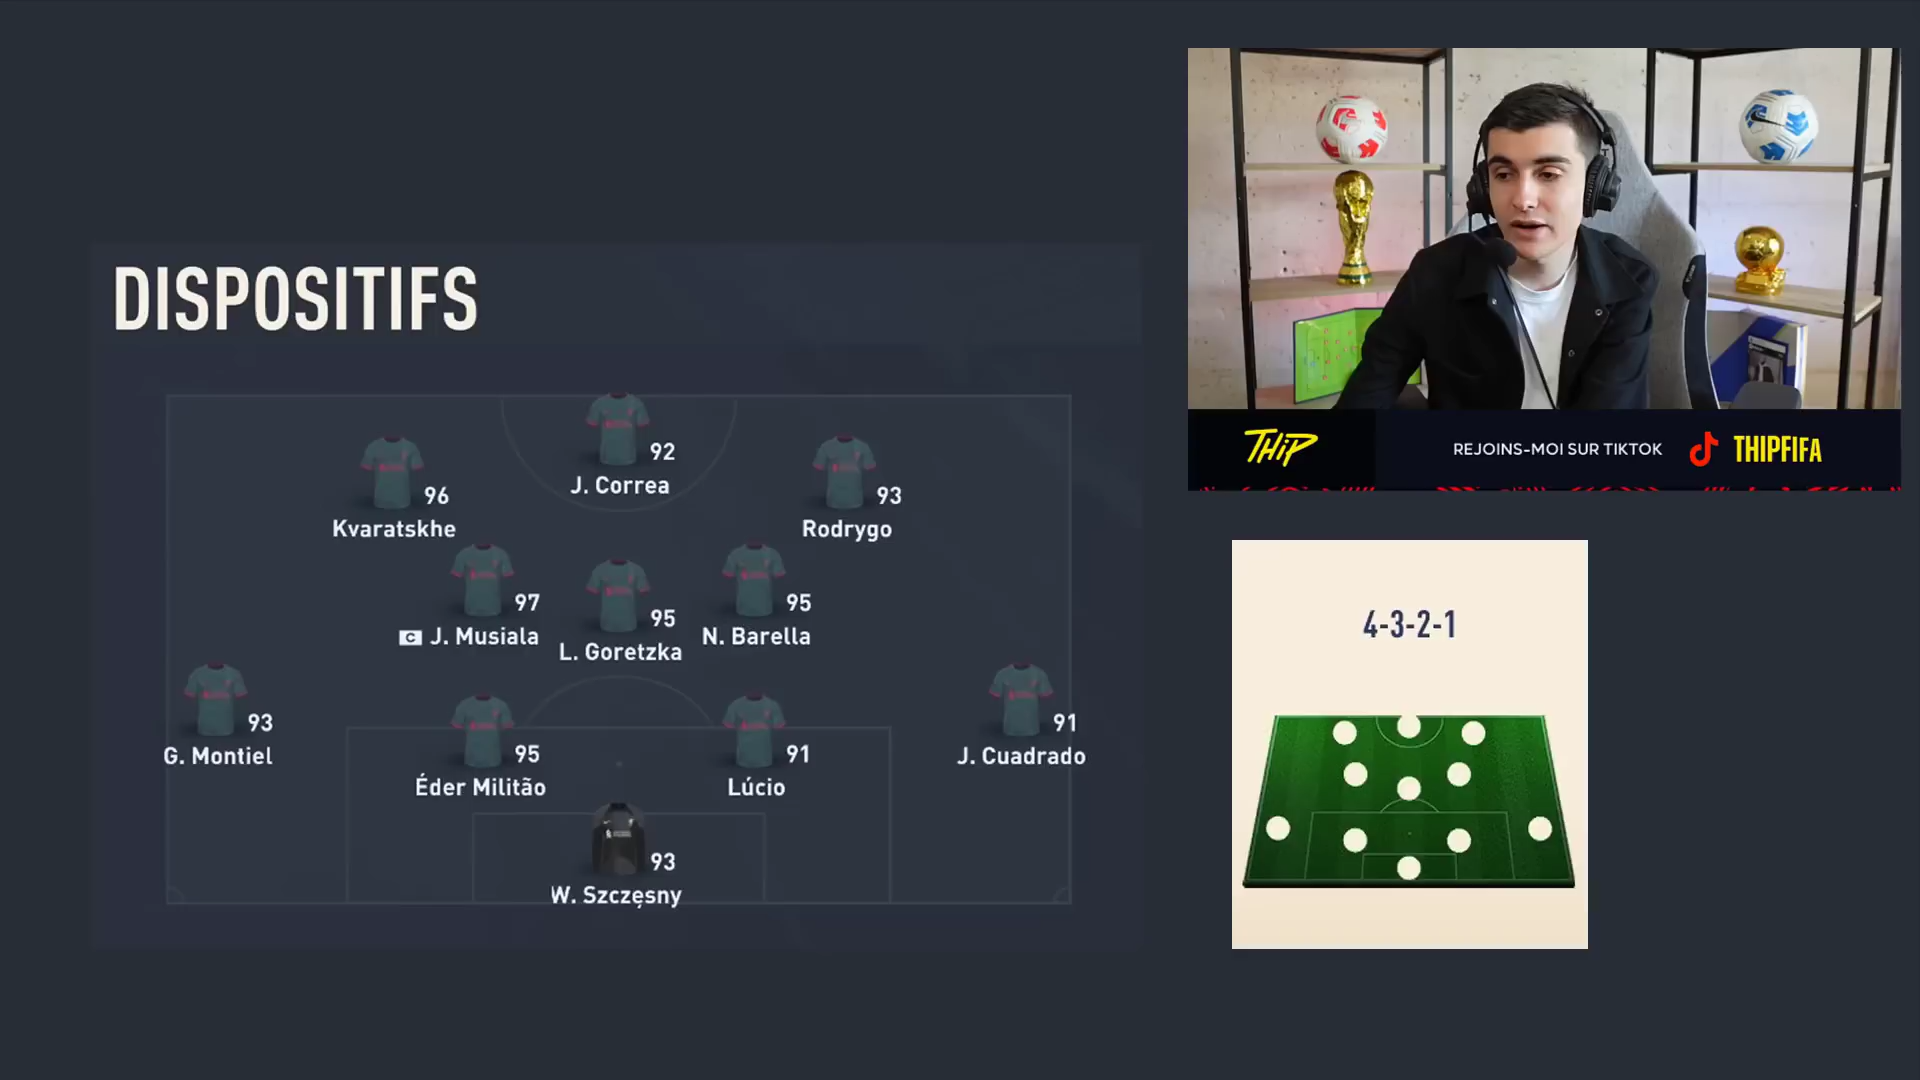 DISPOSITIFS
92
J. Correa
96
Kvaratskhe
93
Rodrygo
97
C J. Musiala
95
L. Goretzka
95
N. Barella
93
G. Montiel
95
Éder Militão
91
Lúcio
91
J. Cuadrado
93
W. Szczęsny
THIP
REJOINS-MOI SUR TIKTOK
THIPFIFA
4-3-2-1